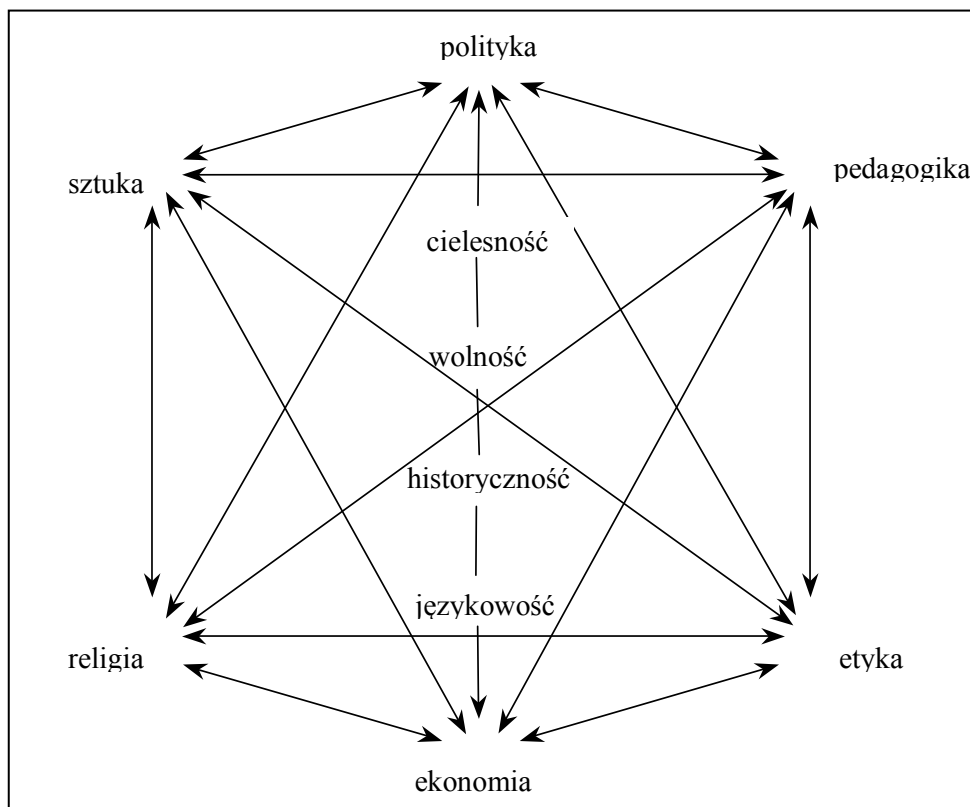 polityka
sztuka
pedagogika
cielesność
wolność
historyczność
językowość
religia
etyka
ekonomia